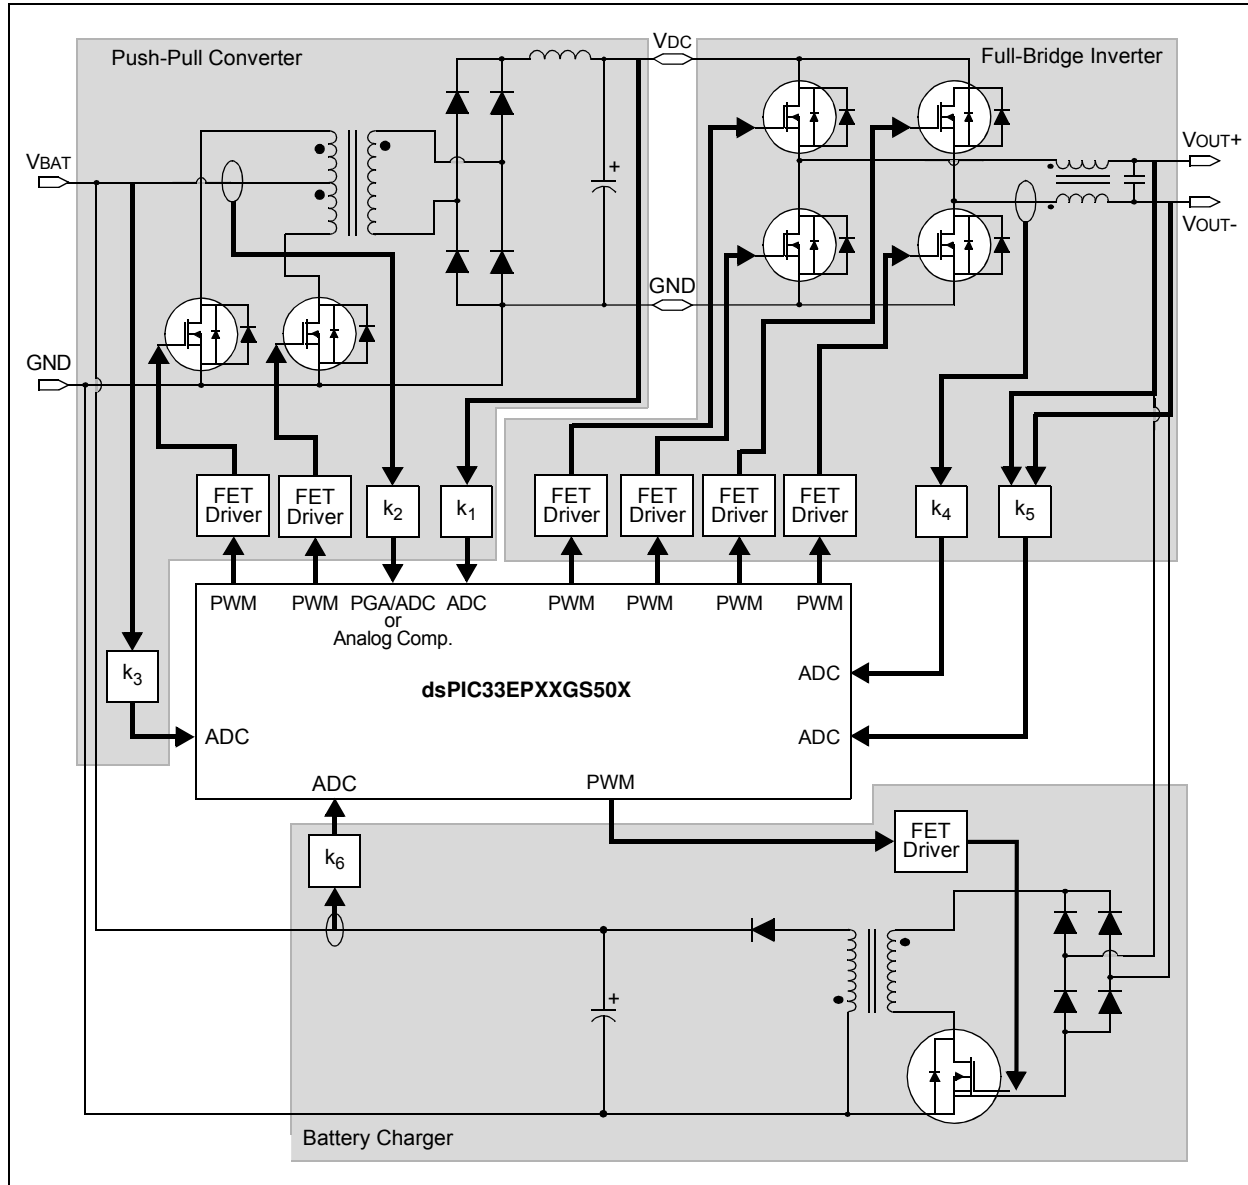 Push-Pull Converter
VDC
Full-Bridge Inverter
VBAT
VOUT+
VOUT-
GND
GND
FET
Driver
FET
Driver
k2
k1
FET
Driver
FET
Driver
FET
Driver
FET
Driver
k4
k5
PWM
PWM
PGA/ADC
or
Analog Comp.
ADC
PWM
PWM
PWM
PWM
k3
ADC
dsPIC33EPXXGS50X
ADC
ADC
ADC
PWM
k6
FET
Driver
+
+
Battery Charger